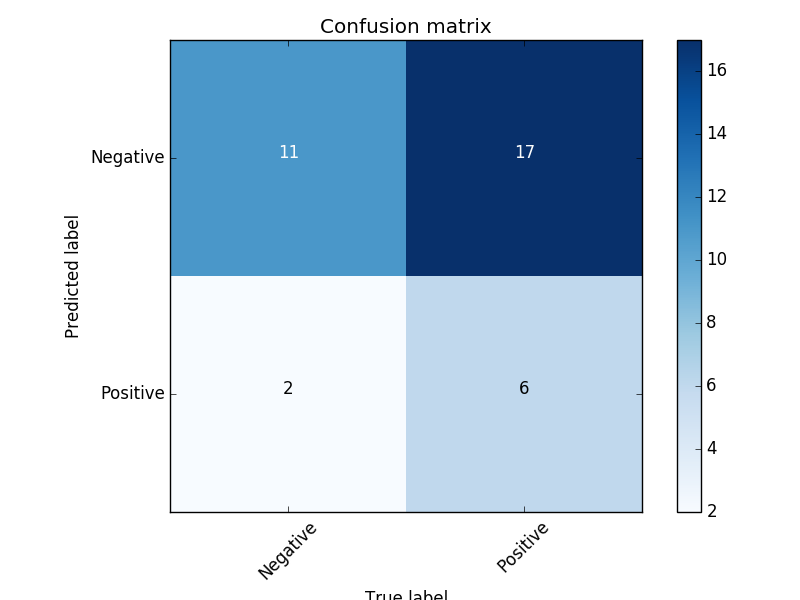 Confusion matrix
Negative
11
17
Predicted label
Positive
2
6
Negative
Positive
True label
16
14
12
10
8
6
4
2